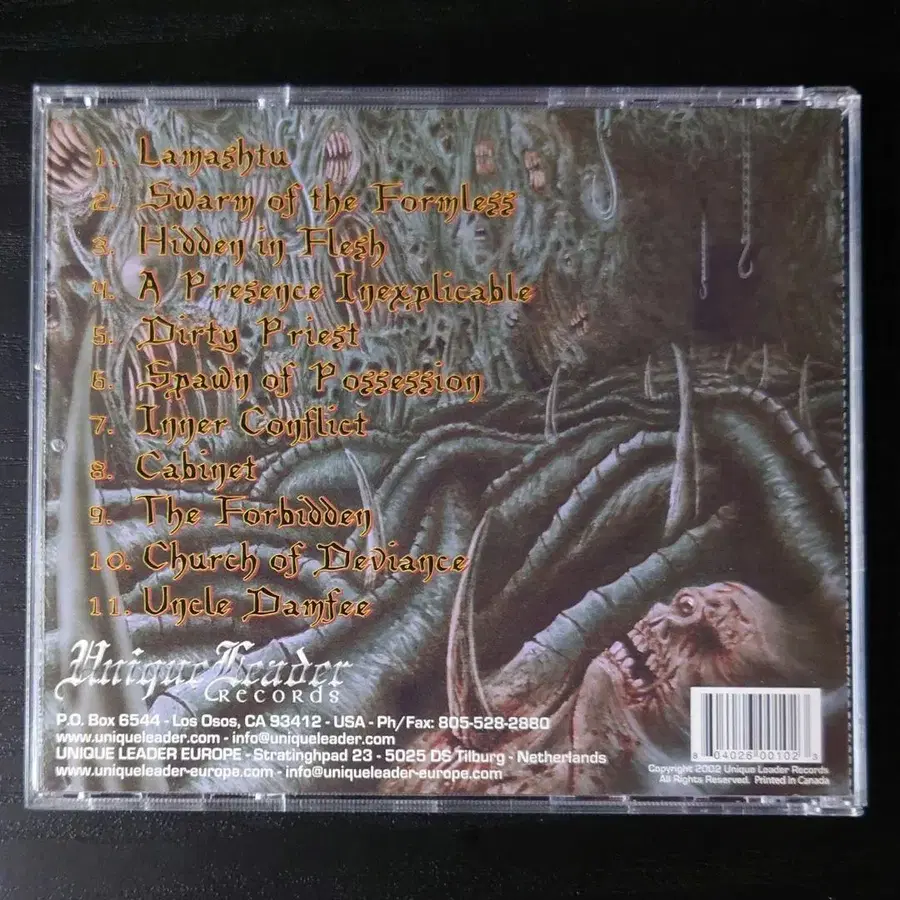 1. Lamashtu
2. Swarm of the Formless
3. Hidden in Flesh
4. A Presence Inexplicable
5. Dirty Priest
6. Spawn of Possession
7. Inner Conflict
8. Cabinet
9. The Forbidden
10. Church of Deviance
11. Uncle Damfee
Unique Leader
RECORDS
P.O. Box 6544 - Los Osos, CA 93412 - USA - Ph/Fax: 805-528-2880
www.uniqueleader.com - info@uniqueleader.com
UNIQUE LEADER EUROPE - Stratinghpad 23 - 5025 DS Tilburg - Netherlands
www.uniqueleader-europe.com - info@uniqueleader-europe.com
8 04026 00102 3
Copyright 2002 Unique Leader Records
All Rights Reserved. Printed in Canada